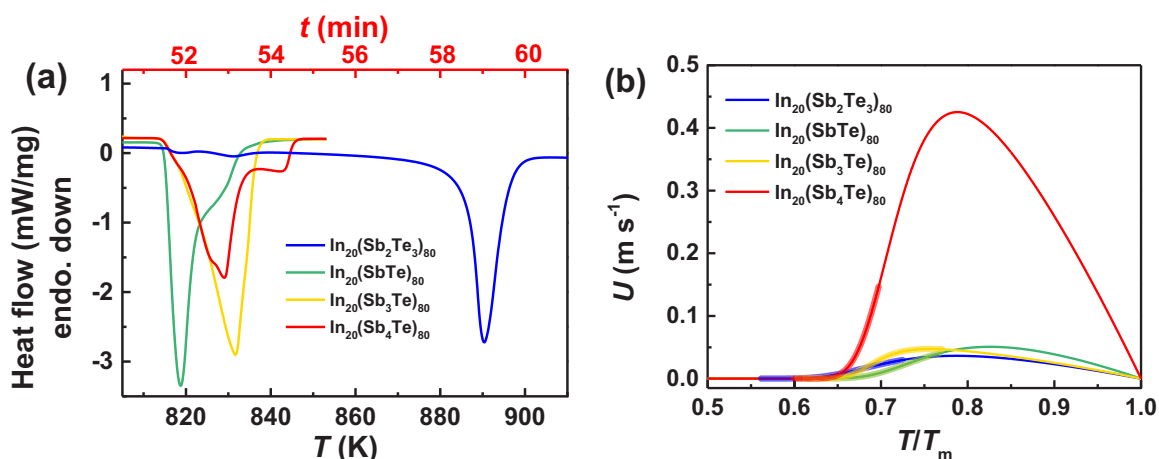 t (min)
52 54 56 58 60
(a)
1
0
-1
-2
-3
Heat flow (mW/mg)
endo. down
In₂₀(Sb₂Te₃)₈₀
In₂₀(SbTe)₈₀
In₂₀(Sb₃Te)₈₀
In₂₀(Sb₄Te)₈₀
820 840 860 880 900
T (K)
(b)
0.5
0.4
0.3
0.2
0.1
0.0
U (m s⁻¹)
In₂₀(Sb₂Te₃)₈₀
In₂₀(SbTe)₈₀
In₂₀(Sb₃Te)₈₀
In₂₀(Sb₄Te)₈₀
0.5 0.6 0.7 0.8 0.9 1.0
T/Tₘ